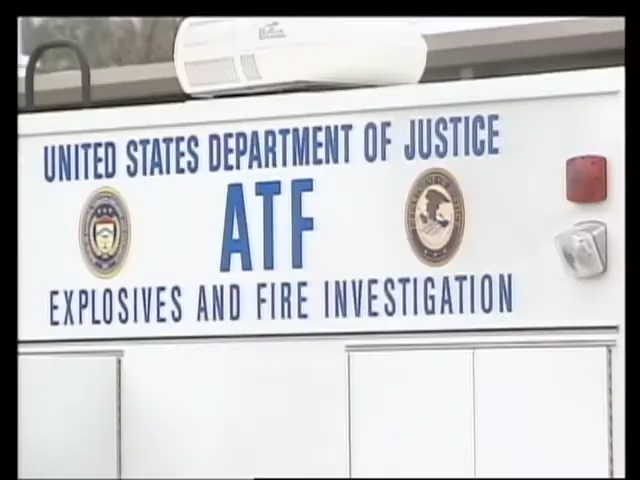 UNITED STATES DEPARTMENT OF JUSTICE
ATF
EXPLOSIVES AND FIRE INVESTIGATION